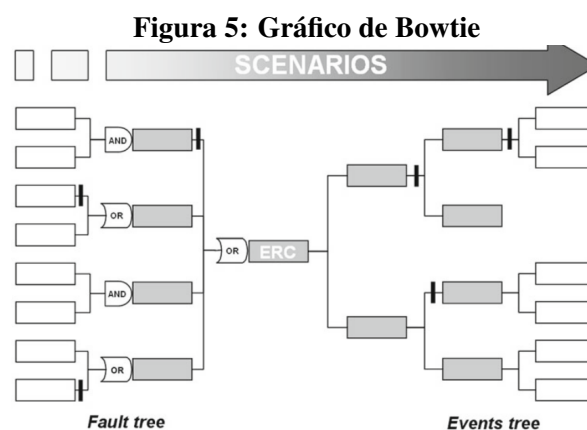 Figura 5: Gráfico de Bowtie
SCENARIOS
AND
OR
OR
ERC
AND
OR
Fault tree
Events tree